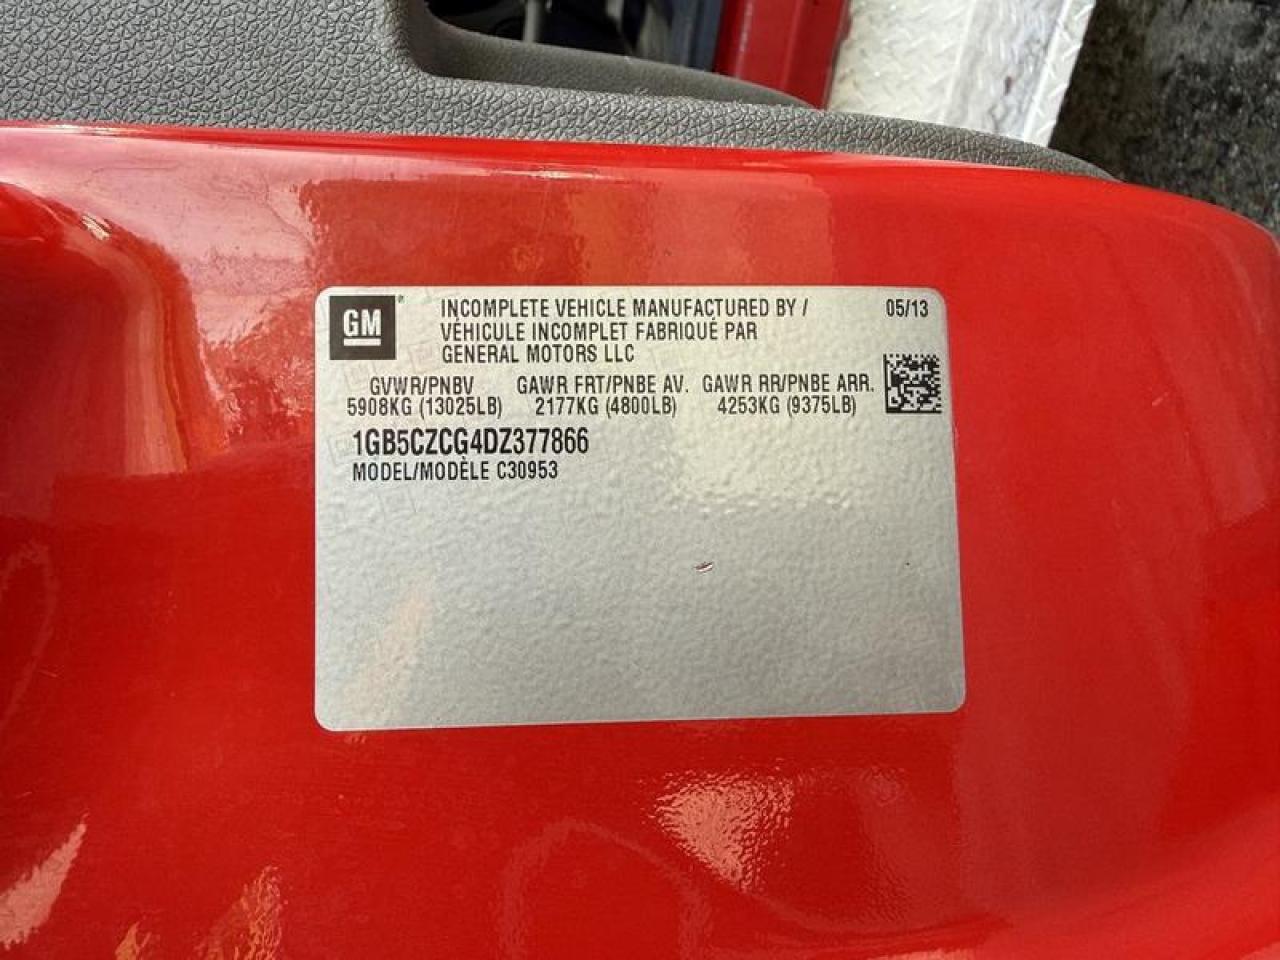 GM®
INCOMPLETE VEHICLE MANUFACTURED BY /
VÉHICULE INCOMPLET FABRIQUÉ PAR
GENERAL MOTORS LLC
05/13
GVWR/PNBV GAWR FRT/PNBE AV. GAWR RR/PNBE ARR.
5908KG (13025LB) 2177KG (4800LB) 4253KG (9375LB)
1GB5CZCG4DZ377866
MODEL/MODÈLE C30953